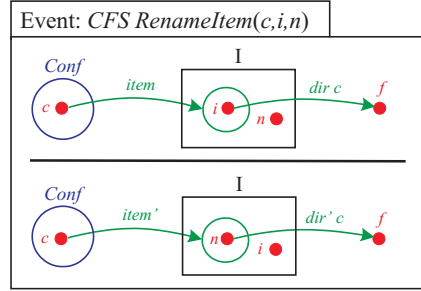 Event: CFS RenameItem(c,i,n)
Conf I
item dir c f
c i n
Conf I
item' dir' c f
c n i